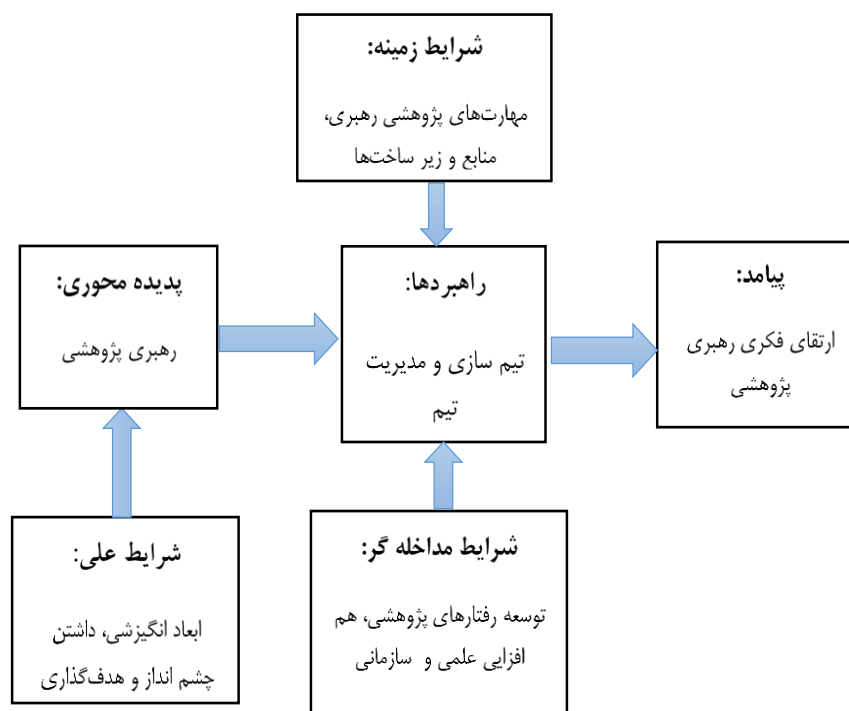 شرایط زمینه:
مهارت‌های پژوهشی رهبری،
منابع و زیر ساخت‌ها
پدیده محوری:
رهبری پژوهشی
راهبردها:
تیم سازی و مدیریت
تیم
پیامد:
ارتقای فکری رهبری
پژوهشی
شرایط علی:
ابعاد انگیزشی، داشتن
چشم انداز و هدف‌گذاری
شرایط مداخله گر:
توسعه رفتارهای پژوهشی، هم
افزایی علمی و سازمانی